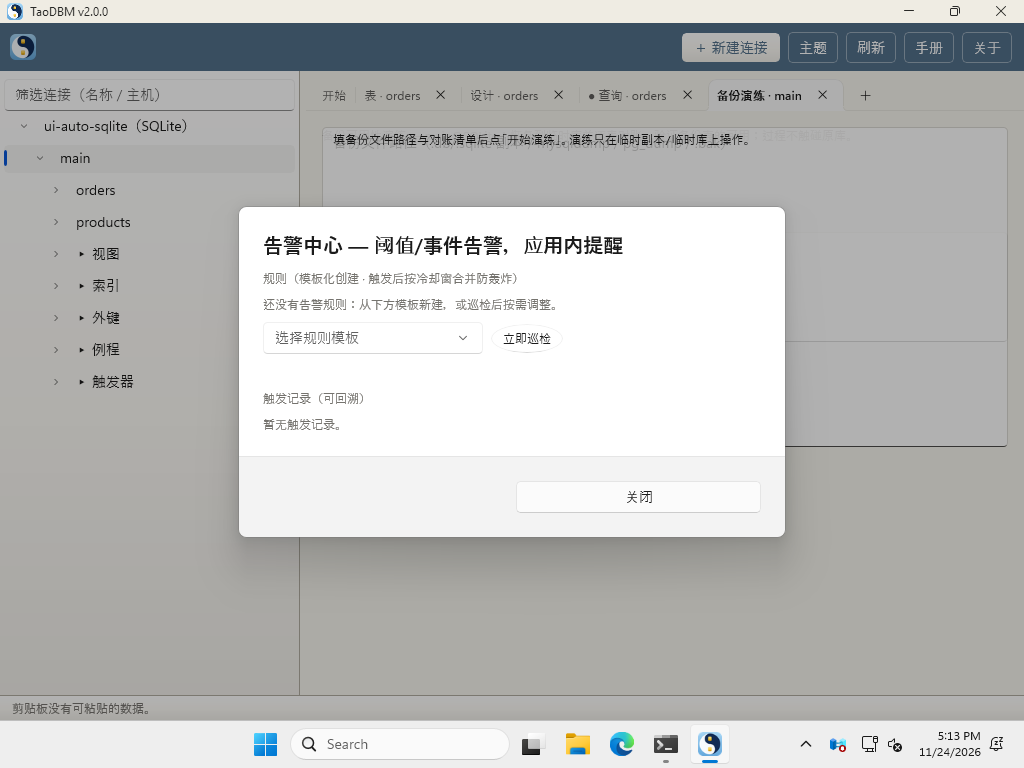 TaoDBM v2.0.0
+ 新建连接
主题
刷新
手册
关于
筛选连接（名称 / 主机）
开始
表 · orders
设计 · orders
● 查询 · orders
备份演练 · main
ui-auto-sqlite（SQLite）
main
orders
products
视图
索引
外键
例程
触发器
填备份文件路径与对账清单后点「开始演练」。演练只在临时副本/临时库上操作。
告警中心 — 阈值/事件告警，应用内提醒
规则（模板化创建 · 触发后按冷却窗合并防轰炸）
还没有告警规则：从下方模板新建，或巡检后按需调整。
选择规则模板
立即巡检
触发记录（可回溯）
暂无触发记录。
关闭
剪贴板没有可粘贴的数据。
Search
5:13 PM
11/24/2026